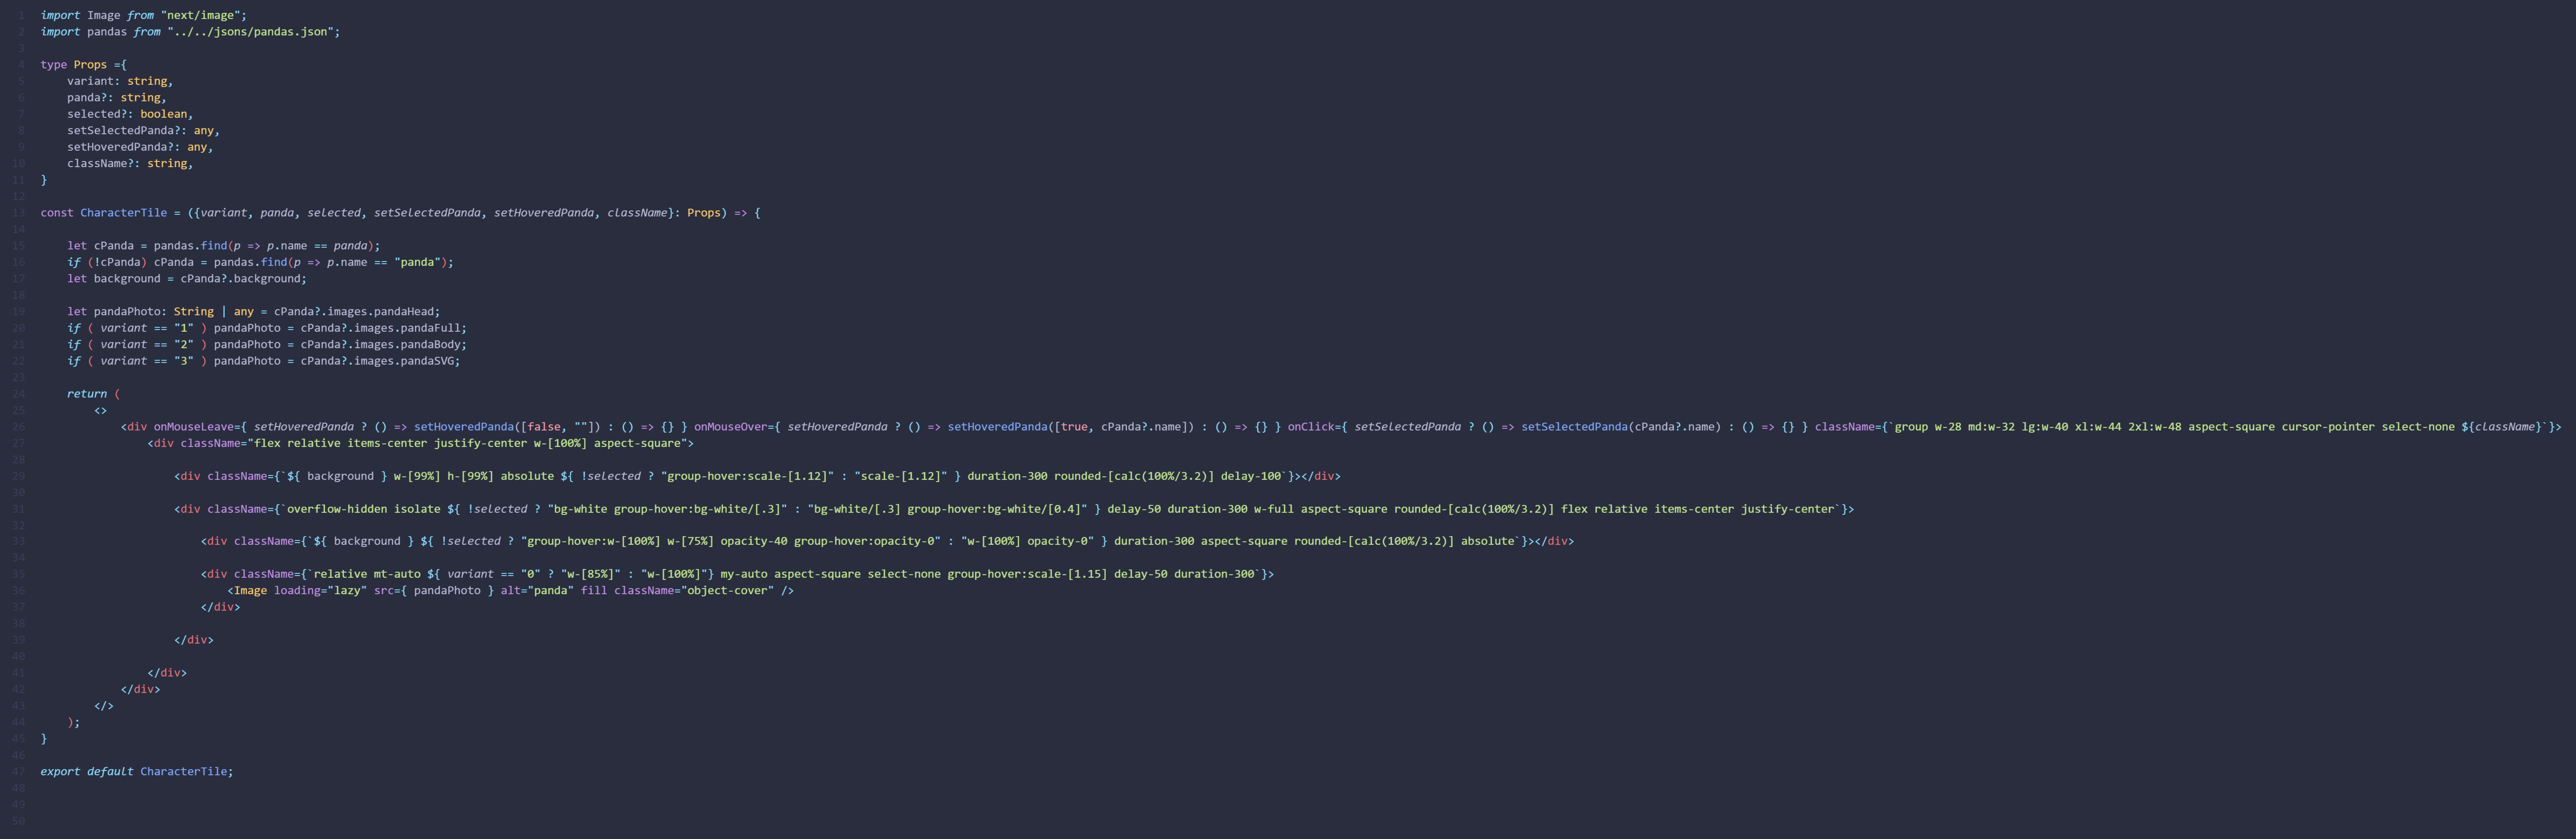 1 import Image from "next/image";
2 import pandas from "../../jsons/pandas.json";
3
4 type Props ={
5     variant: string,
6     panda?: string,
7     selected?: boolean,
8     setSelectedPanda?: any,
9     setHoveredPanda?: any,
10     className?: string,
11 }
12
13 const CharacterTile = ({variant, panda, selected, setSelectedPanda, setHoveredPanda, className}: Props) => {
14
15     let cPanda = pandas.find(p => p.name == panda);
16     if (!cPanda) cPanda = pandas.find(p => p.name == "panda");
17     let background = cPanda?.background;
18
19     let pandaPhoto: String | any = cPanda?.images.pandaHead;
20     if ( variant == "1" ) pandaPhoto = cPanda?.images.pandaFull;
21     if ( variant == "2" ) pandaPhoto = cPanda?.images.pandaBody;
22     if ( variant == "3" ) pandaPhoto = cPanda?.images.pandaSVG;
23
24     return (
25         <>
26             <div onMouseLeave={ setHoveredPanda ? () => setHoveredPanda([false, ""]) : () => {} } onMouseOver={ setHoveredPanda ? () => setHoveredPanda([true, cPanda?.name]) : () => {} } onClick={ setSelectedPanda ? () => setSelectedPanda(cPanda?.name) : () => {} } className={`group w-28 md:w-32 lg:w-40 xl:w-44 2xl:w-48 aspect-square cursor-pointer select-none ${className}`}>
27                 <div className="flex relative items-center justify-center w-[100%] aspect-square">
28
29                     <div className={`${ background } w-[99%] h-[99%] absolute ${ !selected ? "group-hover:scale-[1.12]" : "scale-[1.12]" } duration-300 rounded-[calc(100%/3.2)] delay-100`}></div>
30
31                     <div className={`overflow-hidden isolate ${ !selected ? "bg-white group-hover:bg-white/[.3]" : "bg-white/[.3] group-hover:bg-white/[0.4]" } delay-50 duration-300 w-full aspect-square rounded-[calc(100%/3.2)] flex relative items-center justify-center`}>
32
33                         <div className={`${ background } ${ !selected ? "group-hover:w-[100%] w-[75%] opacity-40 group-hover:opacity-0" : "w-[100%] opacity-0" } duration-300 aspect-square rounded-[calc(100%/3.2)] absolute`}></div>
34
35                         <div className={`relative mt-auto ${ variant == "0" ? "w-[85%]" : "w-[100%]"} my-auto aspect-square select-none group-hover:scale-[1.15] delay-50 duration-300`}>
36                             <Image loading="lazy" src={ pandaPhoto } alt="panda" fill className="object-cover" />
37                         </div>
38
39                     </div>
40
41                 </div>
42             </div>
43         </>
44     );
45 }
46
47 export default CharacterTile;
48
49
50